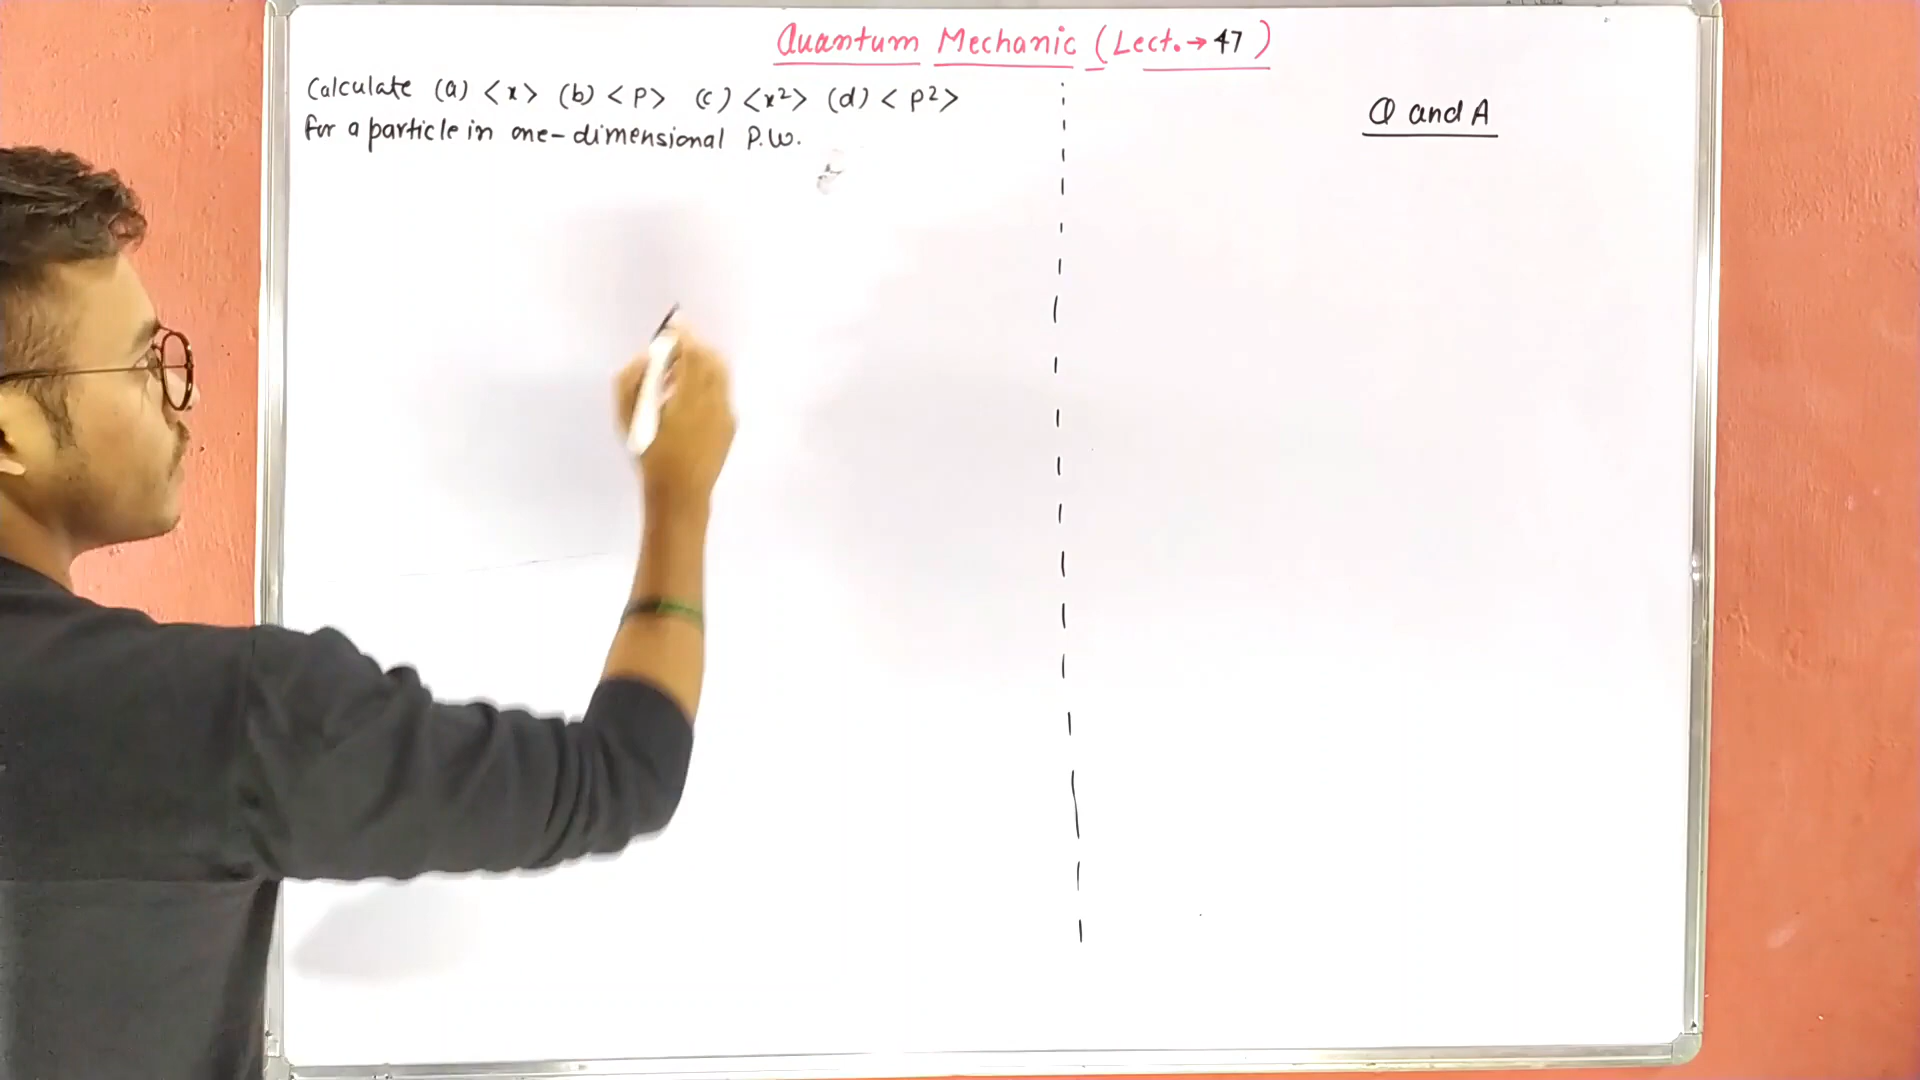 Quantum Mechanic (Lect.→47)
Calculate (a) <x> (b) <P> (c) <x²> (d) <P²>
for a particle in one-dimensional P.W.
Q and A